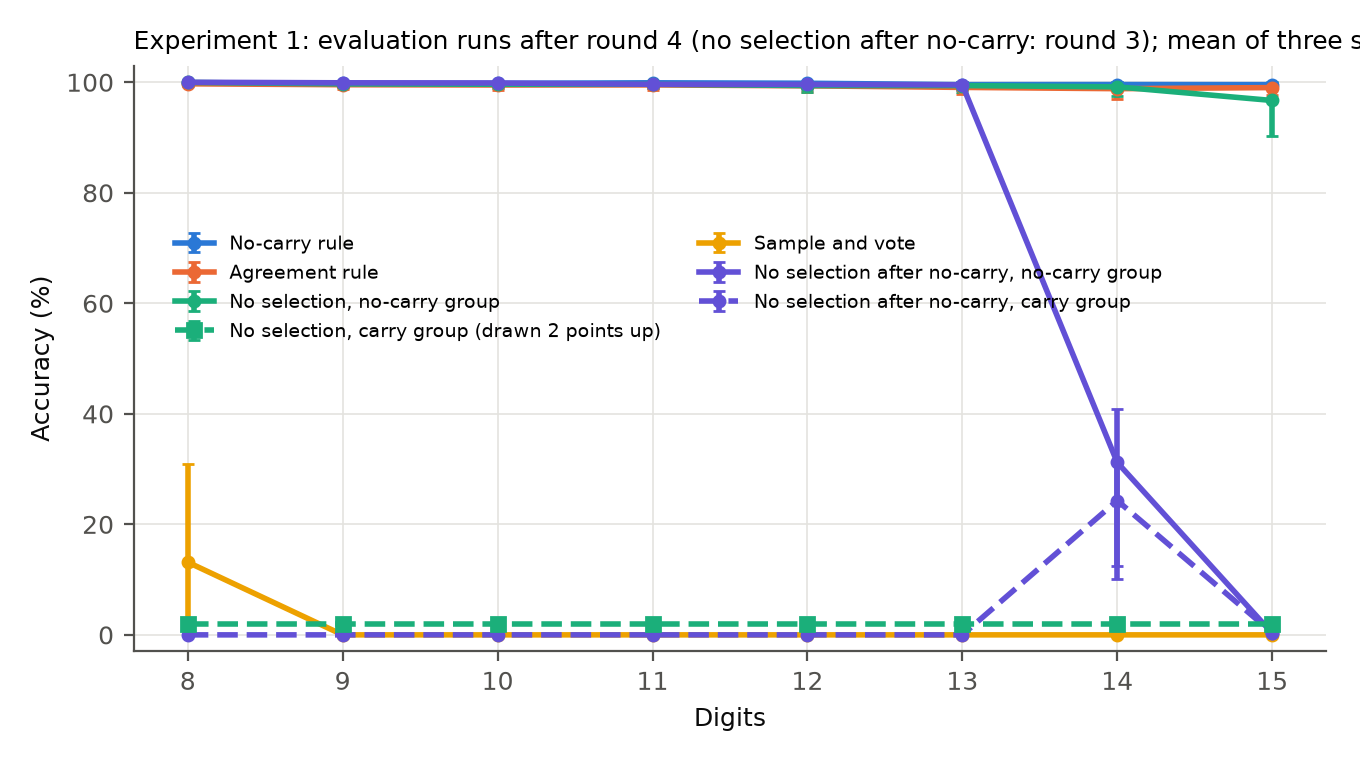 Experiment 1: evaluation runs after round 4 (no selection after no-carry: round 3); mean of three s
Accuracy (%)
100
80
60
40
20
0
No-carry rule
Agreement rule
No selection, no-carry group
No selection, carry group (drawn 2 points up)
Sample and vote
No selection after no-carry, no-carry group
No selection after no-carry, carry group
8 9 10 11 12 13 14 15
Digits